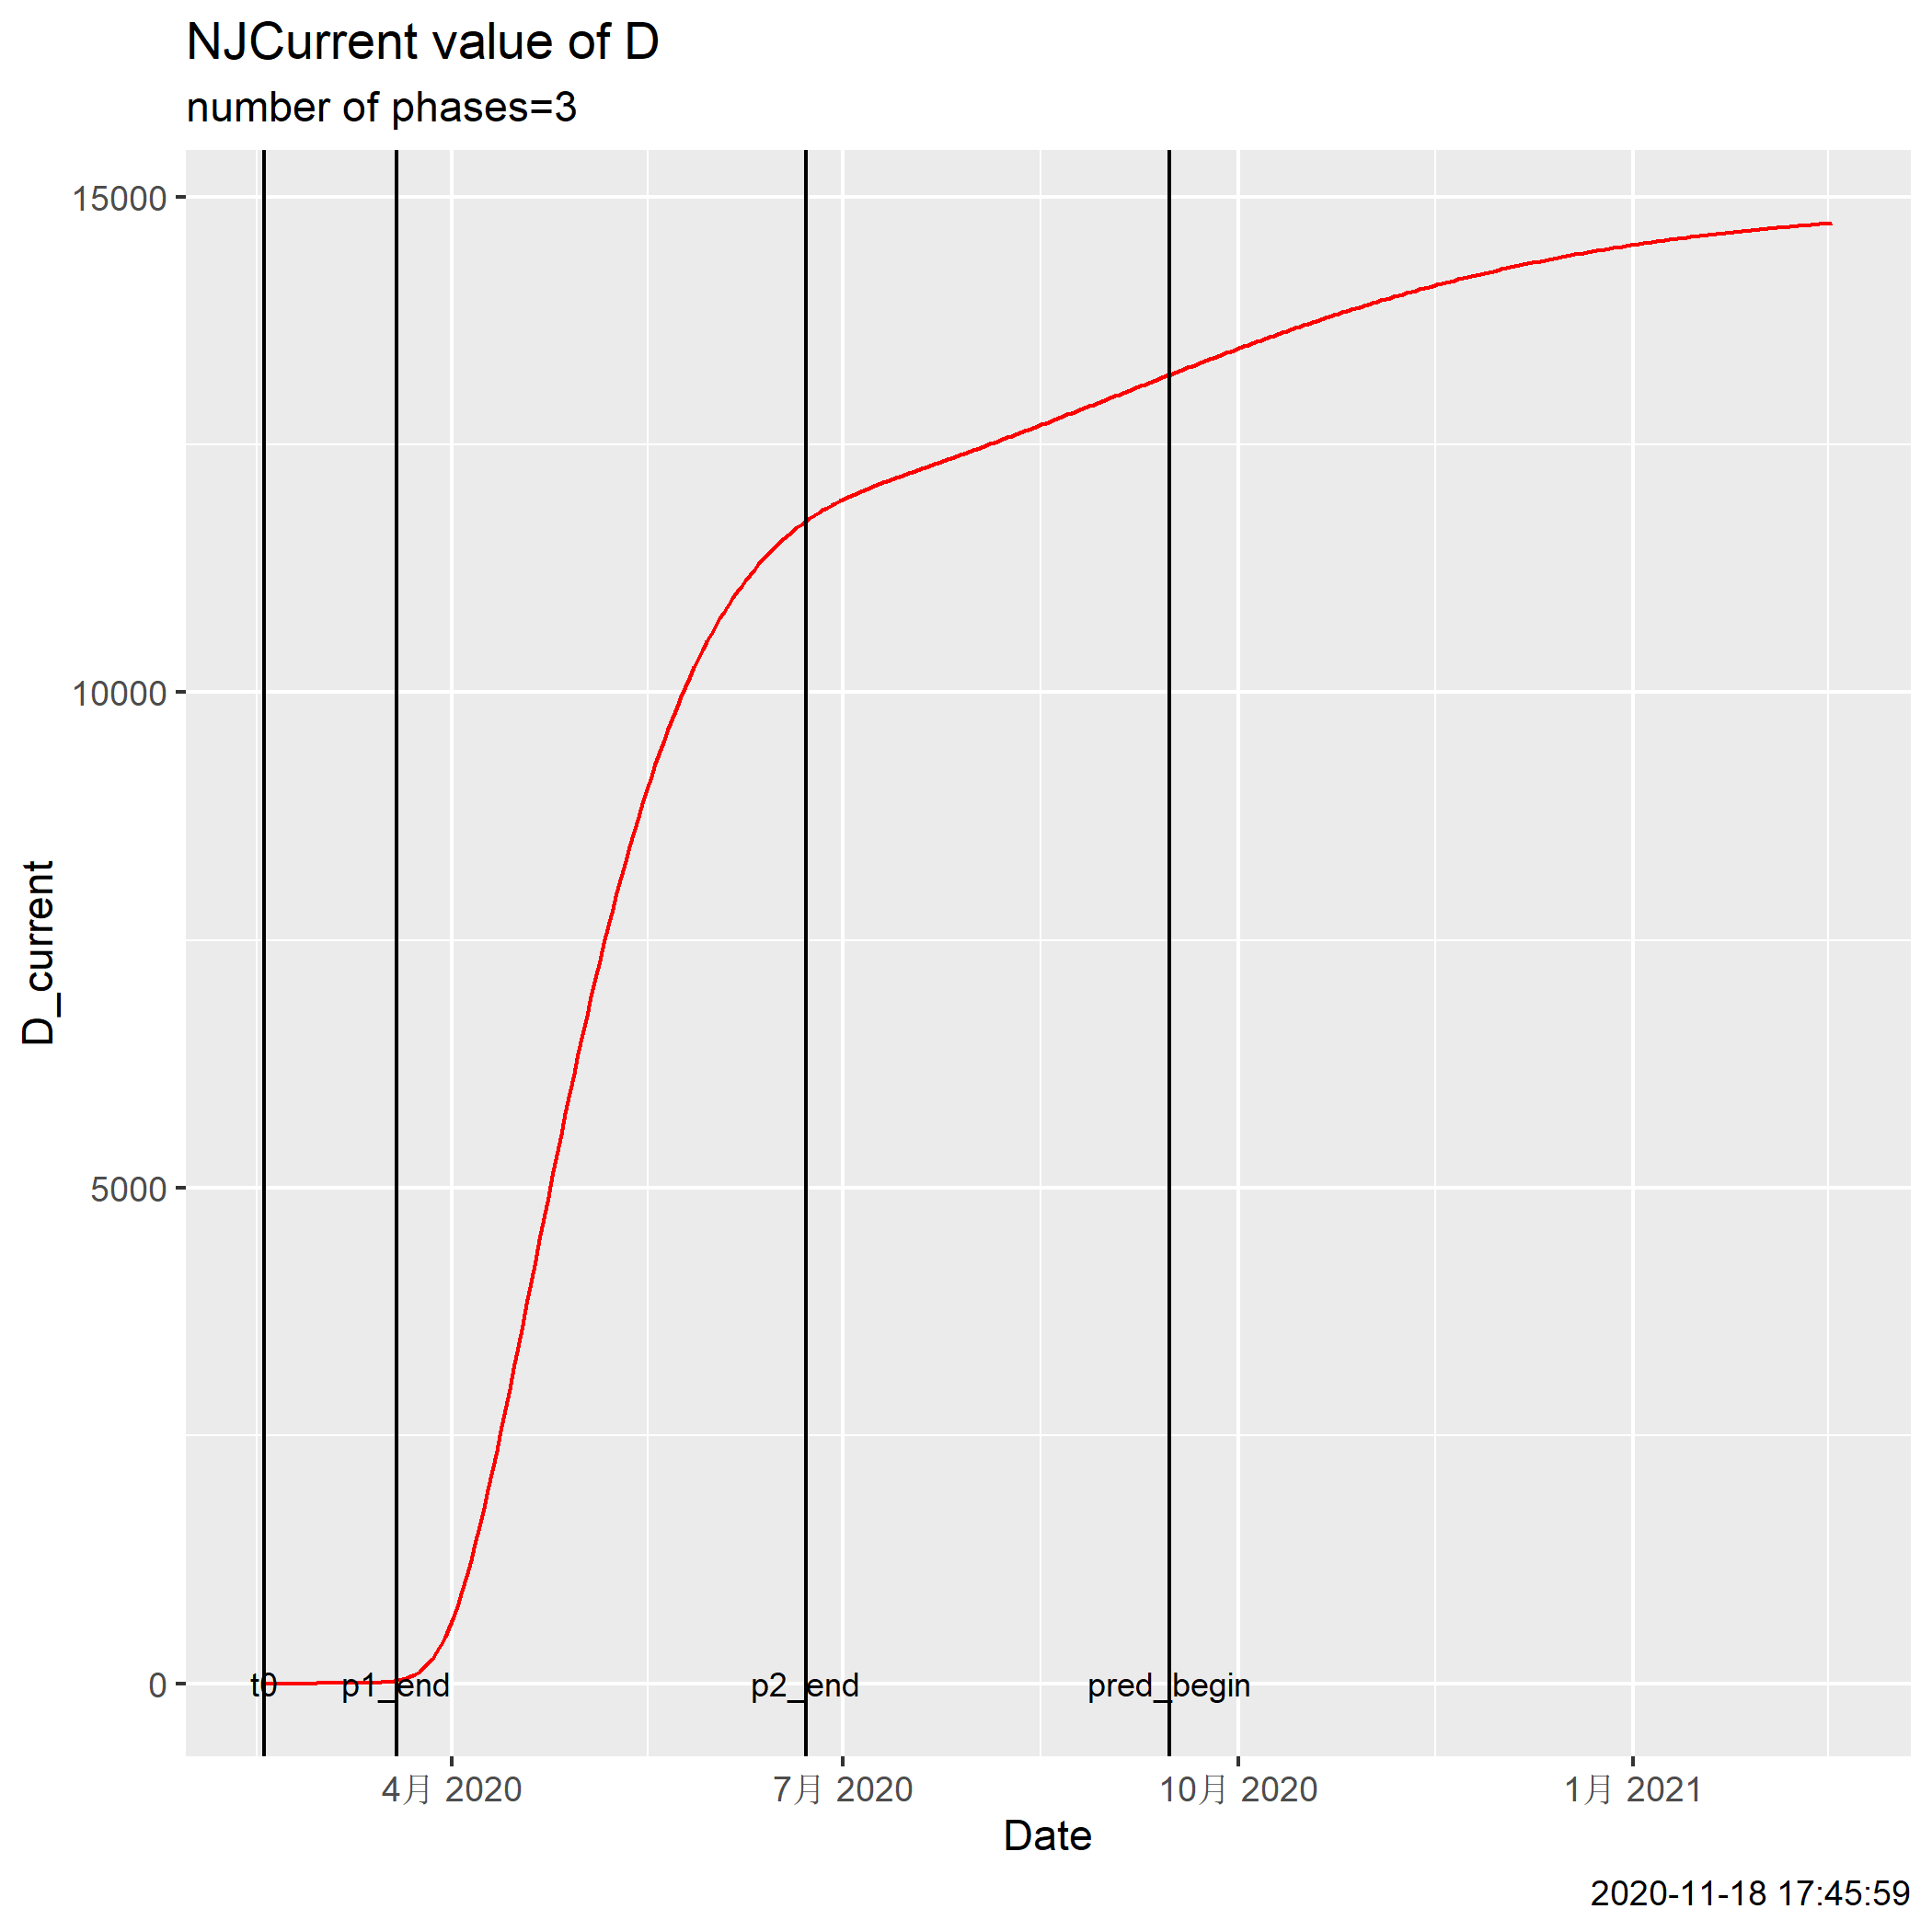 NJCurrent value of D
number of phases=3
15000
10000
5000
0
D_current
t0
p1_end
p2_end
pred_begin
4月 2020
7月 2020
10月 2020
1月 2021
Date
2020-11-18 17:45:59